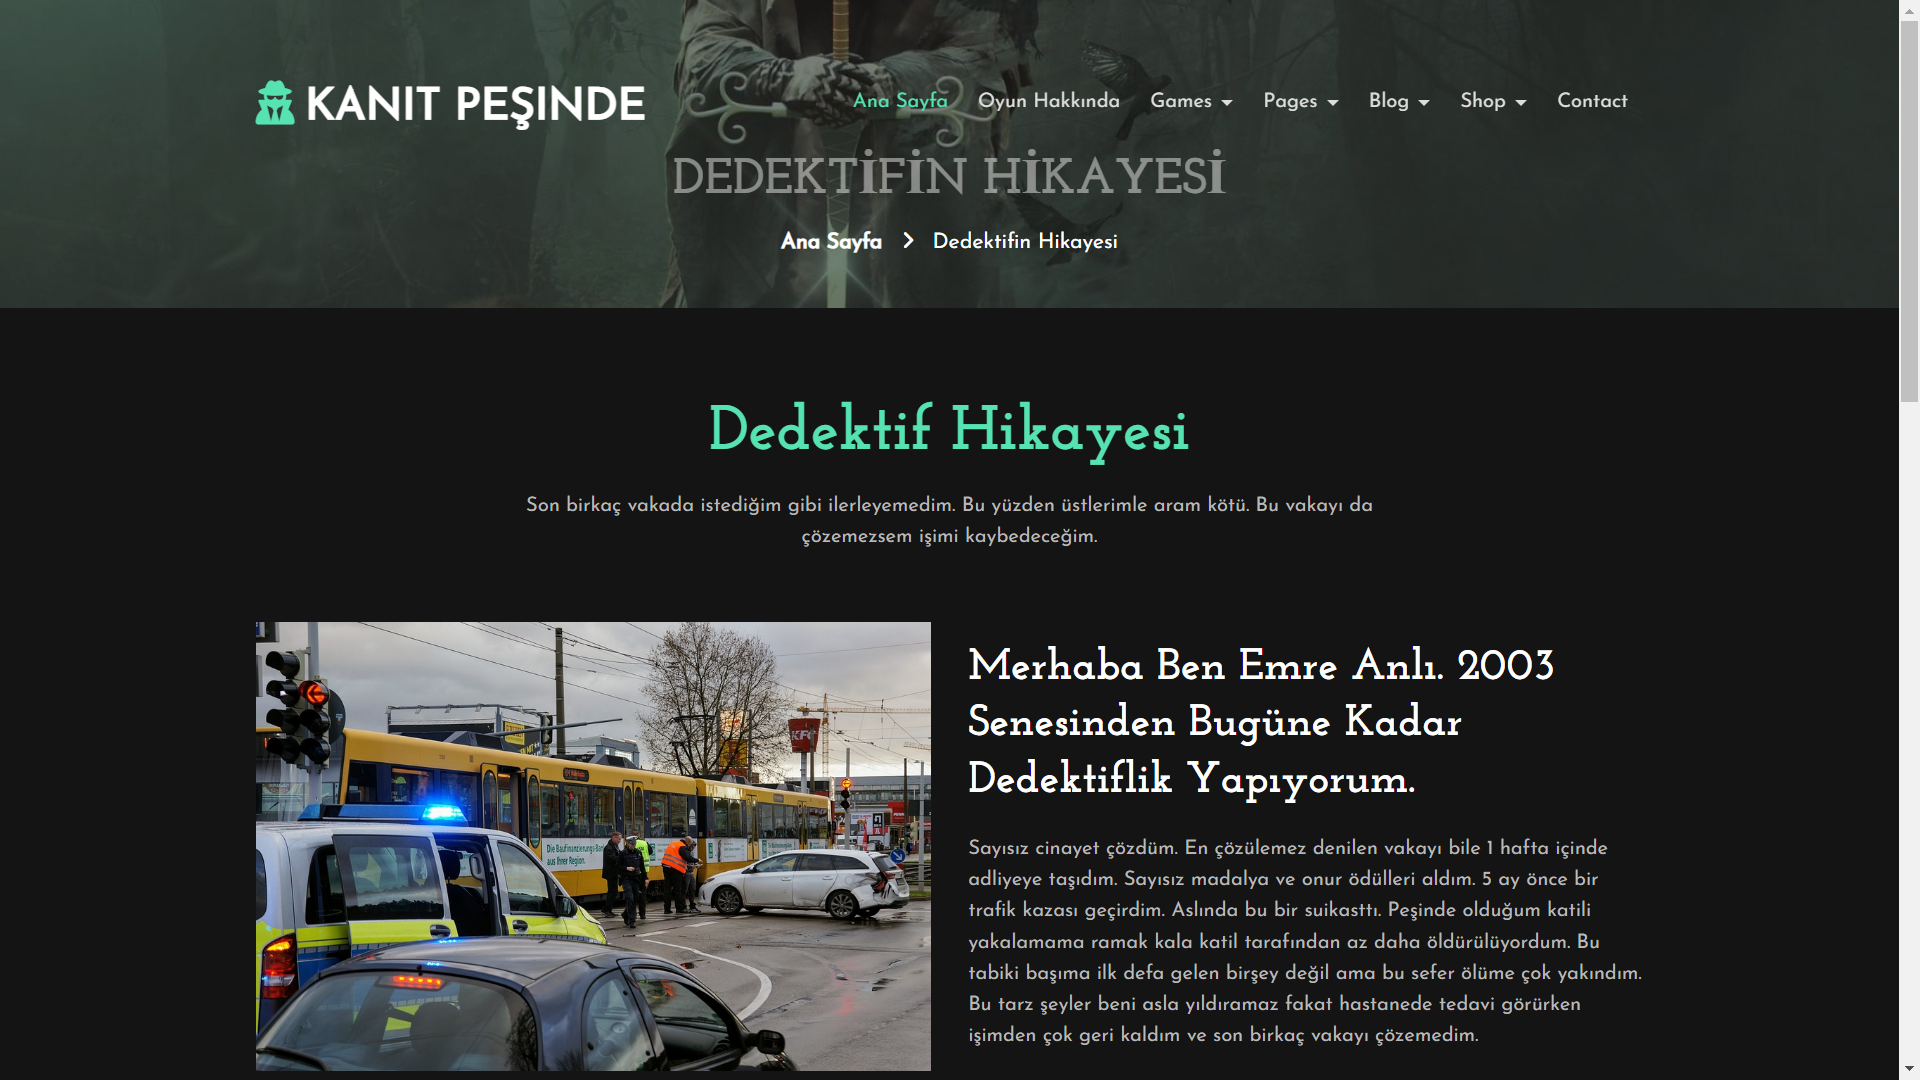 KANIT PEŞINDE
Ana Sayfa Oyun Hakkında Games Pages Blog Shop Contact
DEDEKTİFİN HİKAYESİ
Ana Sayfa Dedektifin Hikayesi
Dedektif Hikayesi
Son birkaç vakada istediğim gibi ilerleyemedim. Bu yüzden üstlerimle aram kötü. Bu vakayı da
çözemezsem işimi kaybedeceğim.
KFC
Die Baufinanzierungs-Ban
aus Ihrer Region.
Merhaba Ben Emre Anlı. 2003
Senesinden Bugüne Kadar
Dedektiflik Yapıyorum.
Sayısız cinayet çözdüm. En çözülemez denilen vakayı bile 1 hafta içinde
adliyeye taşıdım. Sayısız madalya ve onur ödülleri aldım. 5 ay önce bir
trafik kazası geçirdim. Aslında bu bir suikasttı. Peşinde olduğum katili
yakalamama ramak kala katil tarafından az daha öldürülüyordum. Bu
tabiki başıma ilk defa gelen birşey değil ama bu sefer ölüme çok yakındım.
Bu tarz şeyler beni asla yıldıramaz fakat hastanede tedavi görürken
işimden çok geri kaldım ve son birkaç vakayı çözemedim.